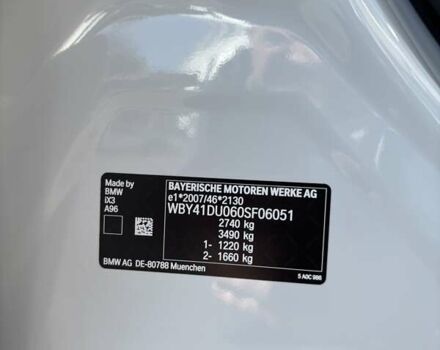 Made by
BMW
iX3
A96
BAYERISCHE MOTOREN WERKE AG
e1*2007/46*2130
WBY41DU060SF06051
2740 kg
3490 kg
1- 1220 kg
2- 1660 kg
BMW AG DE-80788 Muenchen
5 A0C 986